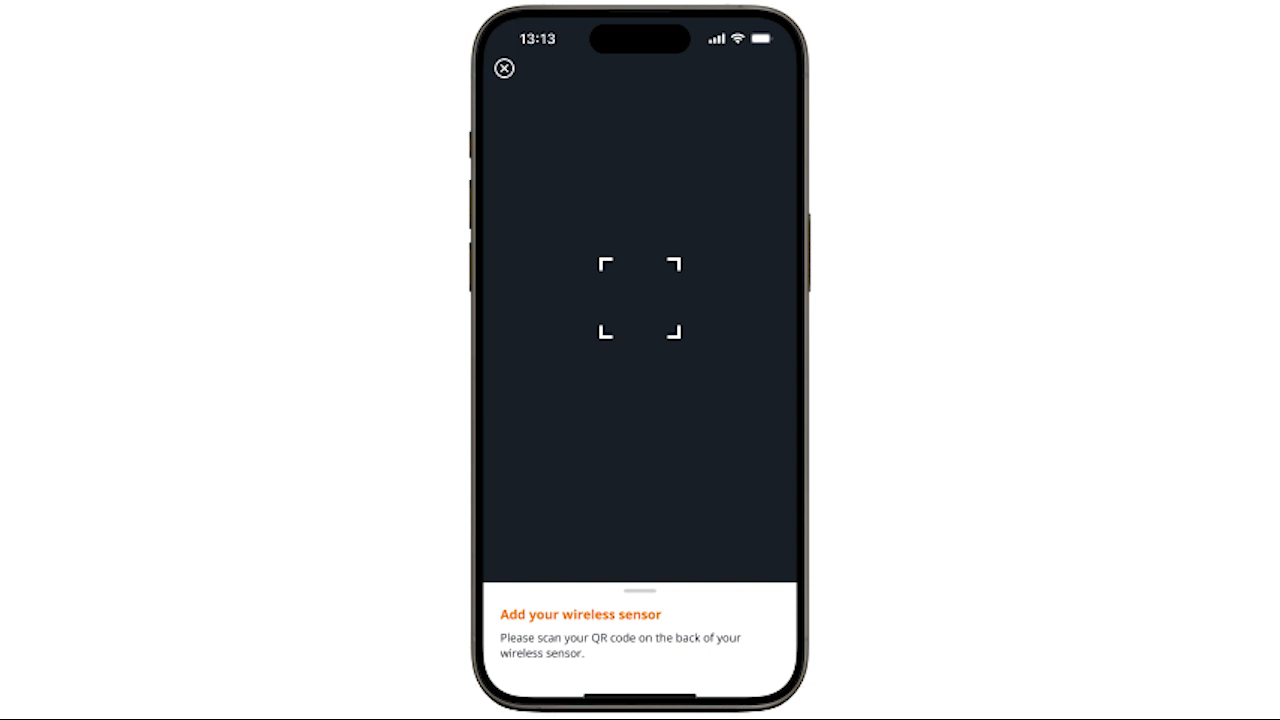 13:13
Add your wireless sensor
Please scan your QR code on the back of your
wireless sensor.